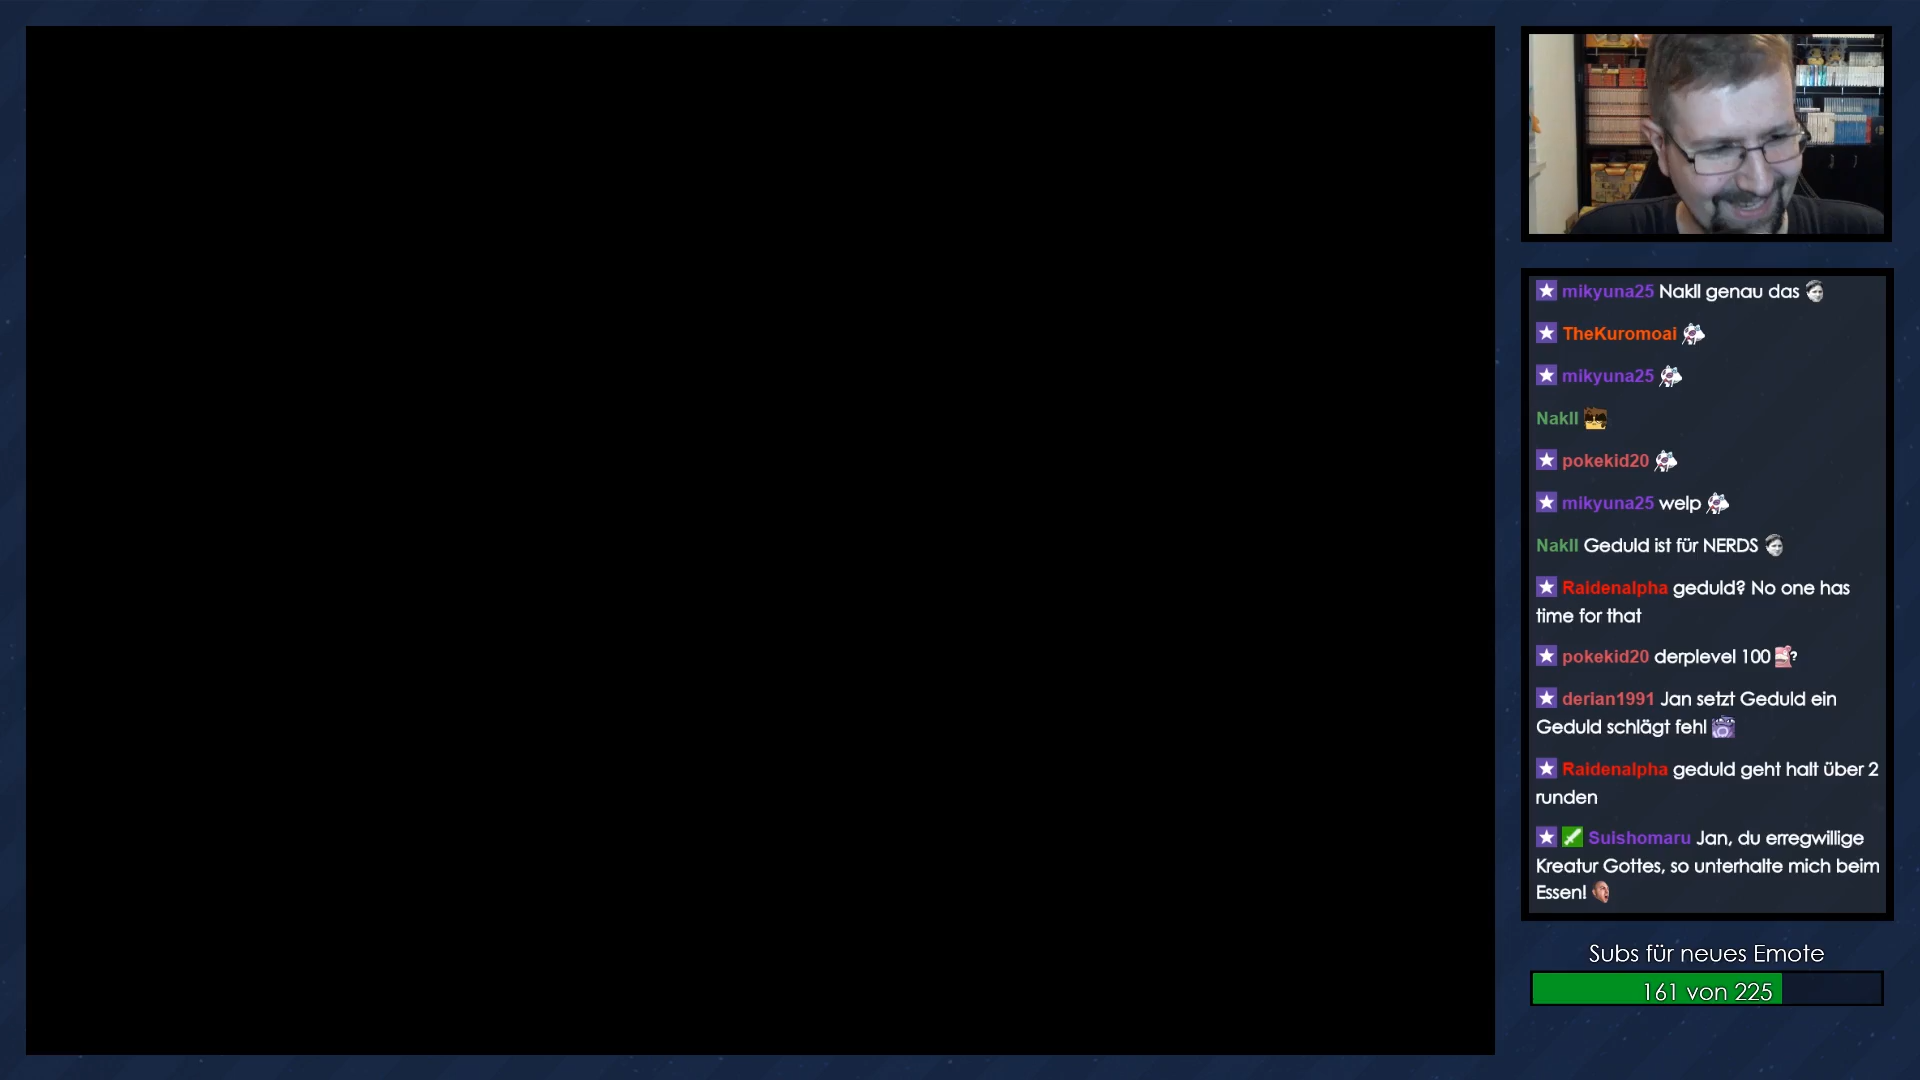 mikyuna25 Nakll genau das
TheKuromoai
mikyuna25
Nakll
pokekid20
mikyuna25 welp
Nakll Geduld ist für NERDS
Raidenalpha geduld? No one has
time for that
pokekid20 derplevel 100 ?
derian1991 Jan setzt Geduld ein
Geduld schlägt fehl
Raidenalpha geduld geht halt über 2
runden
Suishomaru Jan, du erregwillige
Kreatur Gottes, so unterhalte mich beim
Essen!
Subs für neues Emote
161 von 225